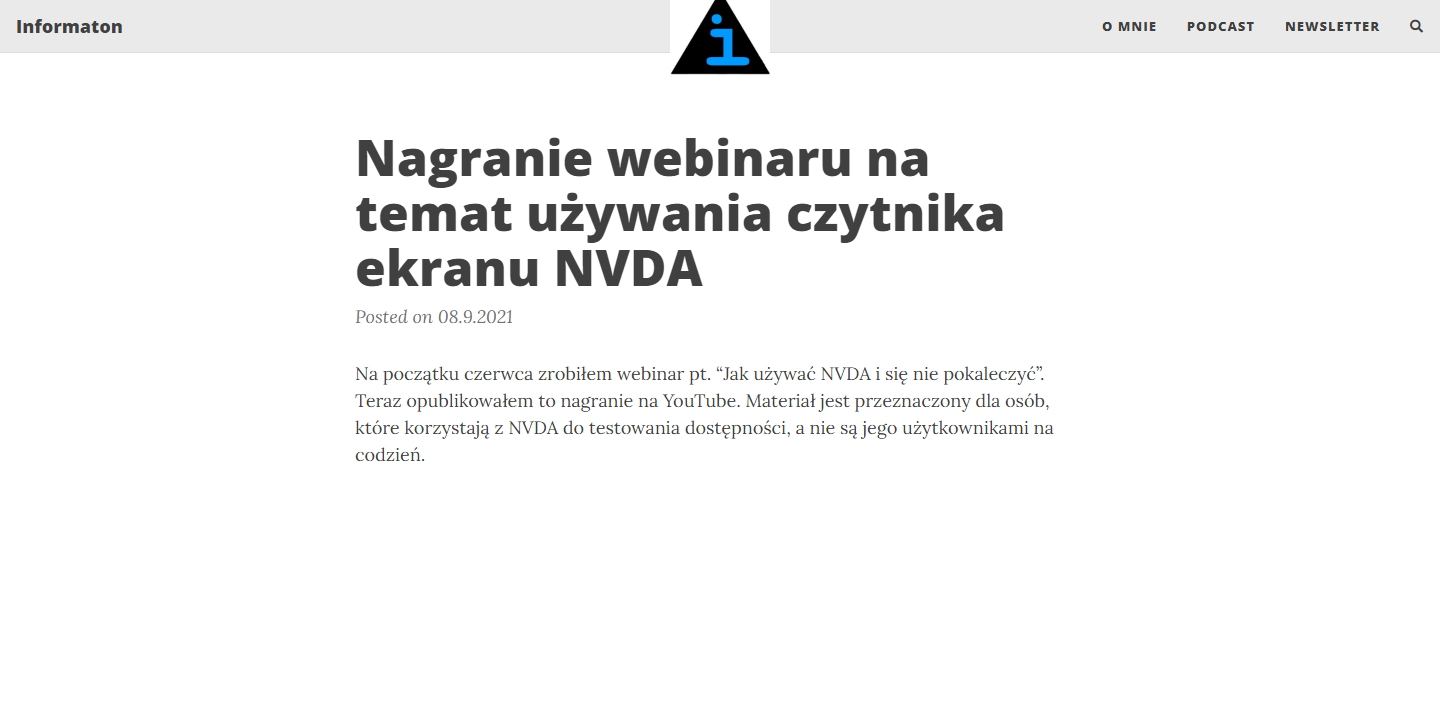 Informaton
i
O MNIE
PODCAST
NEWSLETTER
Nagranie webinaru na
temat używania czytnika
ekranu NVDA
Posted on 08.9.2021
Na początku czerwca zrobiłem webinar pt. “Jak używać NVDA i się nie pokaleczyć”.
Teraz opublikowałem to nagranie na YouTube. Materiał jest przeznaczony dla osób,
które korzystają z NVDA do testowania dostępności, a nie są jego użytkownikami na
codzień.